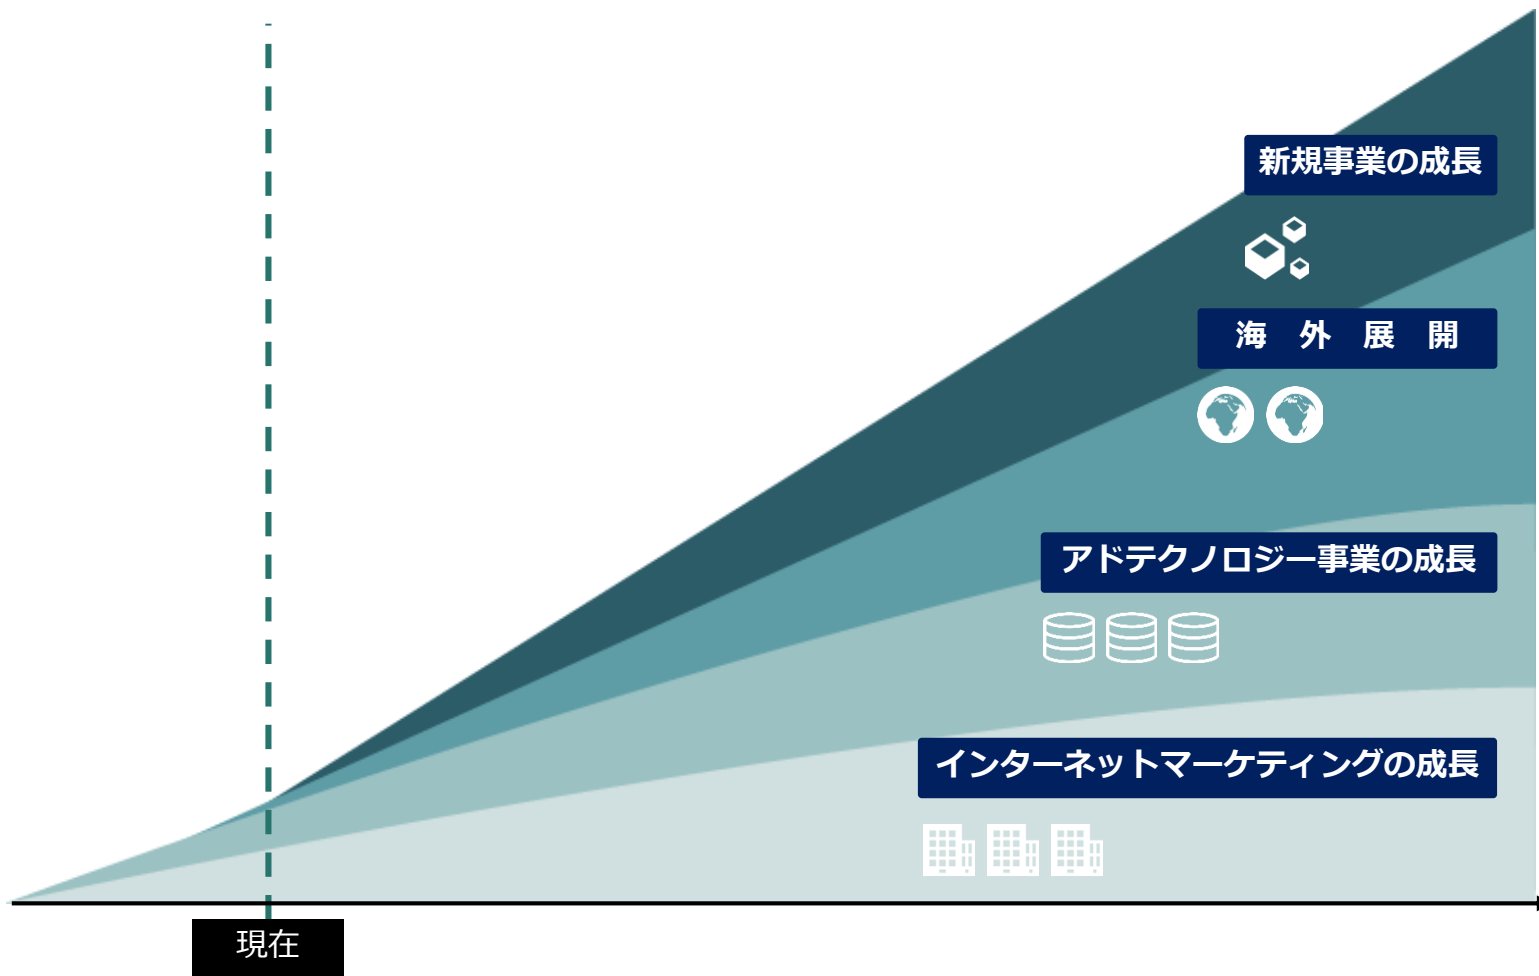 新規事業の成長
海　外　展　開
アドテクノロジー事業の成長
インターネットマーケティングの成長
現在